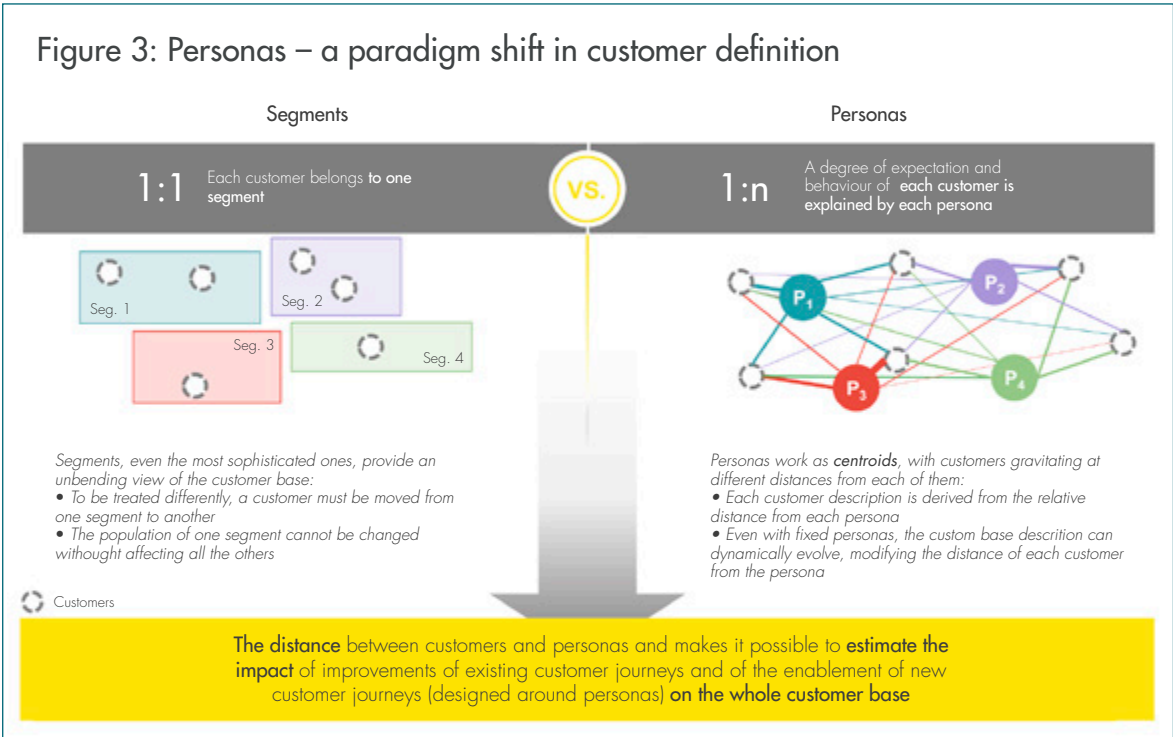 Figure 3: Personas – a paradigm shift in customer definition
Segments
Personas
1:1
Each customer belongs to one
segment
VS.
1:n
A degree of expectation and
behaviour of each customer is
explained by each persona
Seg. 1
Seg. 2
Seg. 3
Seg. 4
P1
P2
P3
P4
Segments, even the most sophisticated ones, provide an
unbending view of the customer base:
• To be treated differently, a customer must be moved from
one segment to another
• The population of one segment cannot be changed
withought affecting all the others
Personas work as centroids, with customers gravitating at
different distances from each of them:
• Each customer description is derived from the relative
distance from each persona
• Even with fixed personas, the custom base descrition can
dynamically evolve, modifying the distance of each customer
from the persona
Customers
The distance between customers and personas and makes it possible to estimate the
impact of improvements of existing customer journeys and of the enablement of new
customer journeys (designed around personas) on the whole customer base